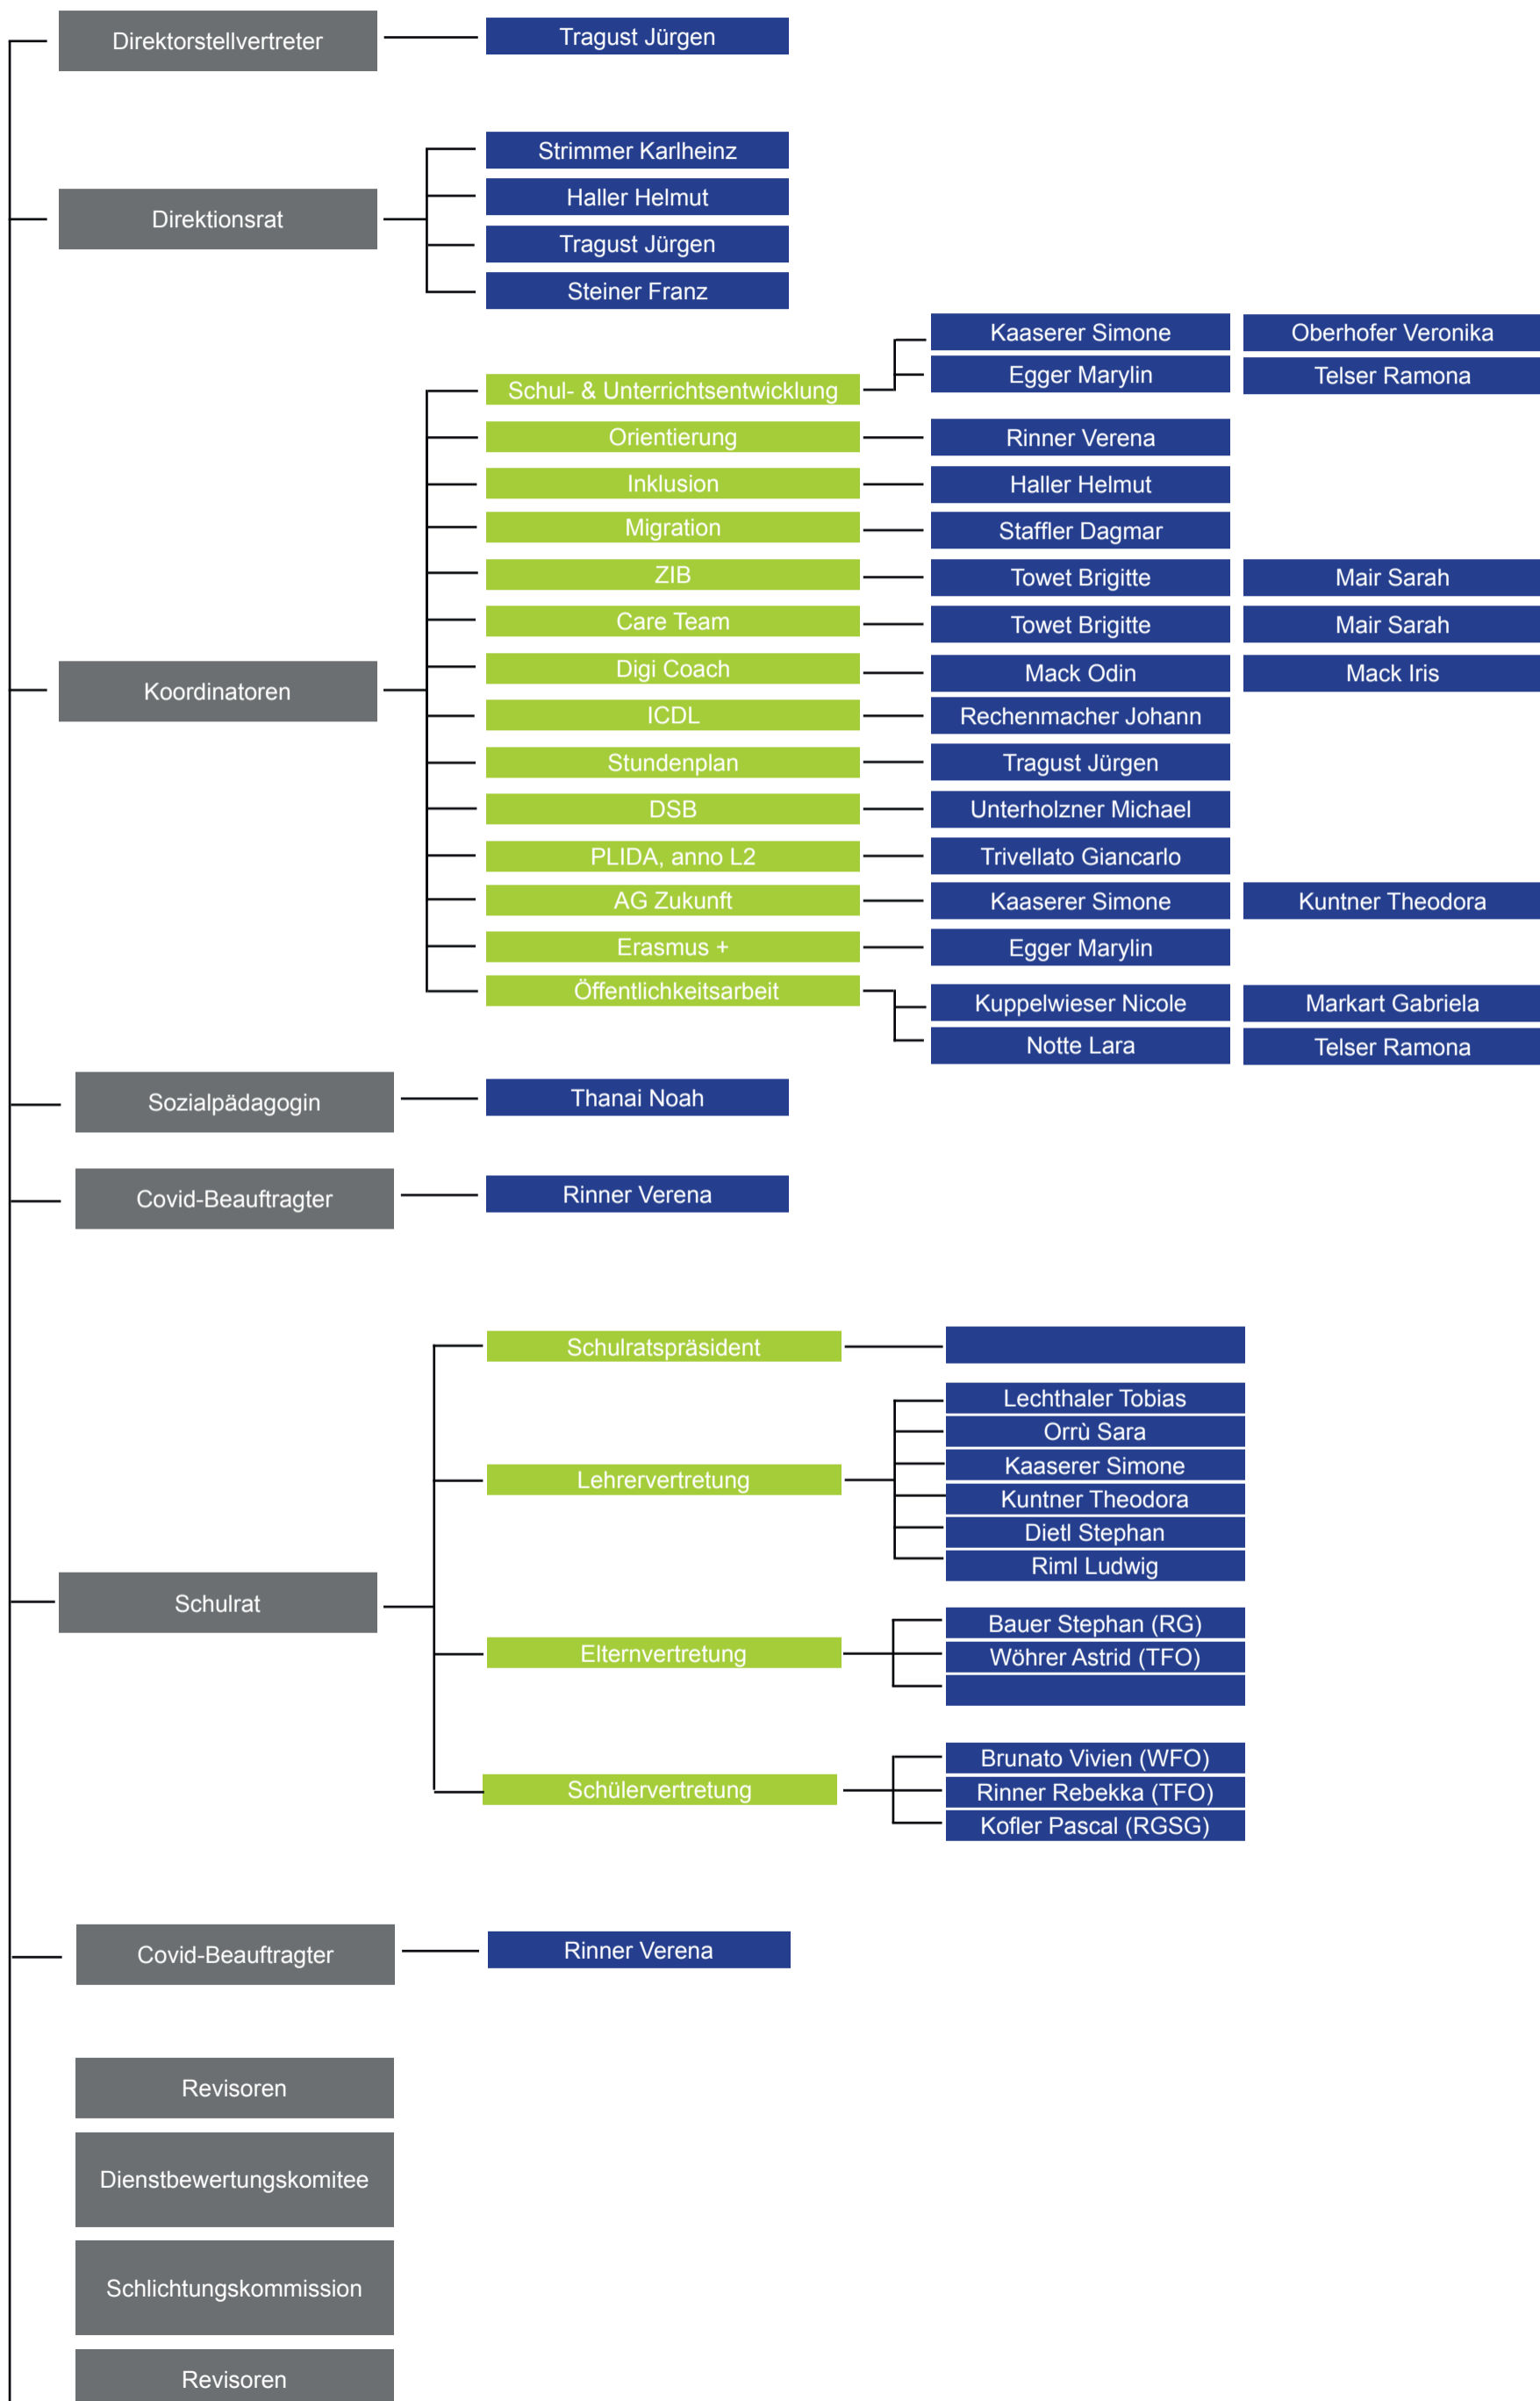 Direktorstellvertreter
Tragust Jürgen
Direktionsrat
Strimmer Karlheinz
Haller Helmut
Tragust Jürgen
Steiner Franz
Koordinatoren
Schul- & Unterrichtsentwicklung
Kaaserer Simone
Oberhofer Veronika
Egger Marylin
Telser Ramona
Orientierung
Rinner Verena
Inklusion
Haller Helmut
Migration
Staffler Dagmar
ZIB
Towet Brigitte
Mair Sarah
Care Team
Towet Brigitte
Mair Sarah
Digi Coach
Mack Odin
Mack Iris
ICDL
Rechenmacher Johann
Stundenplan
Tragust Jürgen
DSB
Unterholzner Michael
PLIDA, anno L2
Trivellato Giancarlo
AG Zukunft
Kaaserer Simone
Kuntner Theodora
Erasmus +
Egger Marylin
Öffentlichkeitsarbeit
Kuppelwieser Nicole
Markart Gabriela
Notte Lara
Telser Ramona
Sozialpädagogin
Thanai Noah
Covid-Beauftragter
Rinner Verena
Schulrat
Schulratspräsident
Lehrervertretung
Lechthaler Tobias
Orrù Sara
Kaaserer Simone
Kuntner Theodora
Dietl Stephan
Riml Ludwig
Elternvertretung
Bauer Stephan (RG)
Wöhrer Astrid (TFO)
Schülervertretung
Brunato Vivien (WFO)
Rinner Rebekka (TFO)
Kofler Pascal (RGSG)
Covid-Beauftragter
Rinner Verena
Revisoren
Dienstbewertungskomitee
Schlichtungskommission
Revisoren